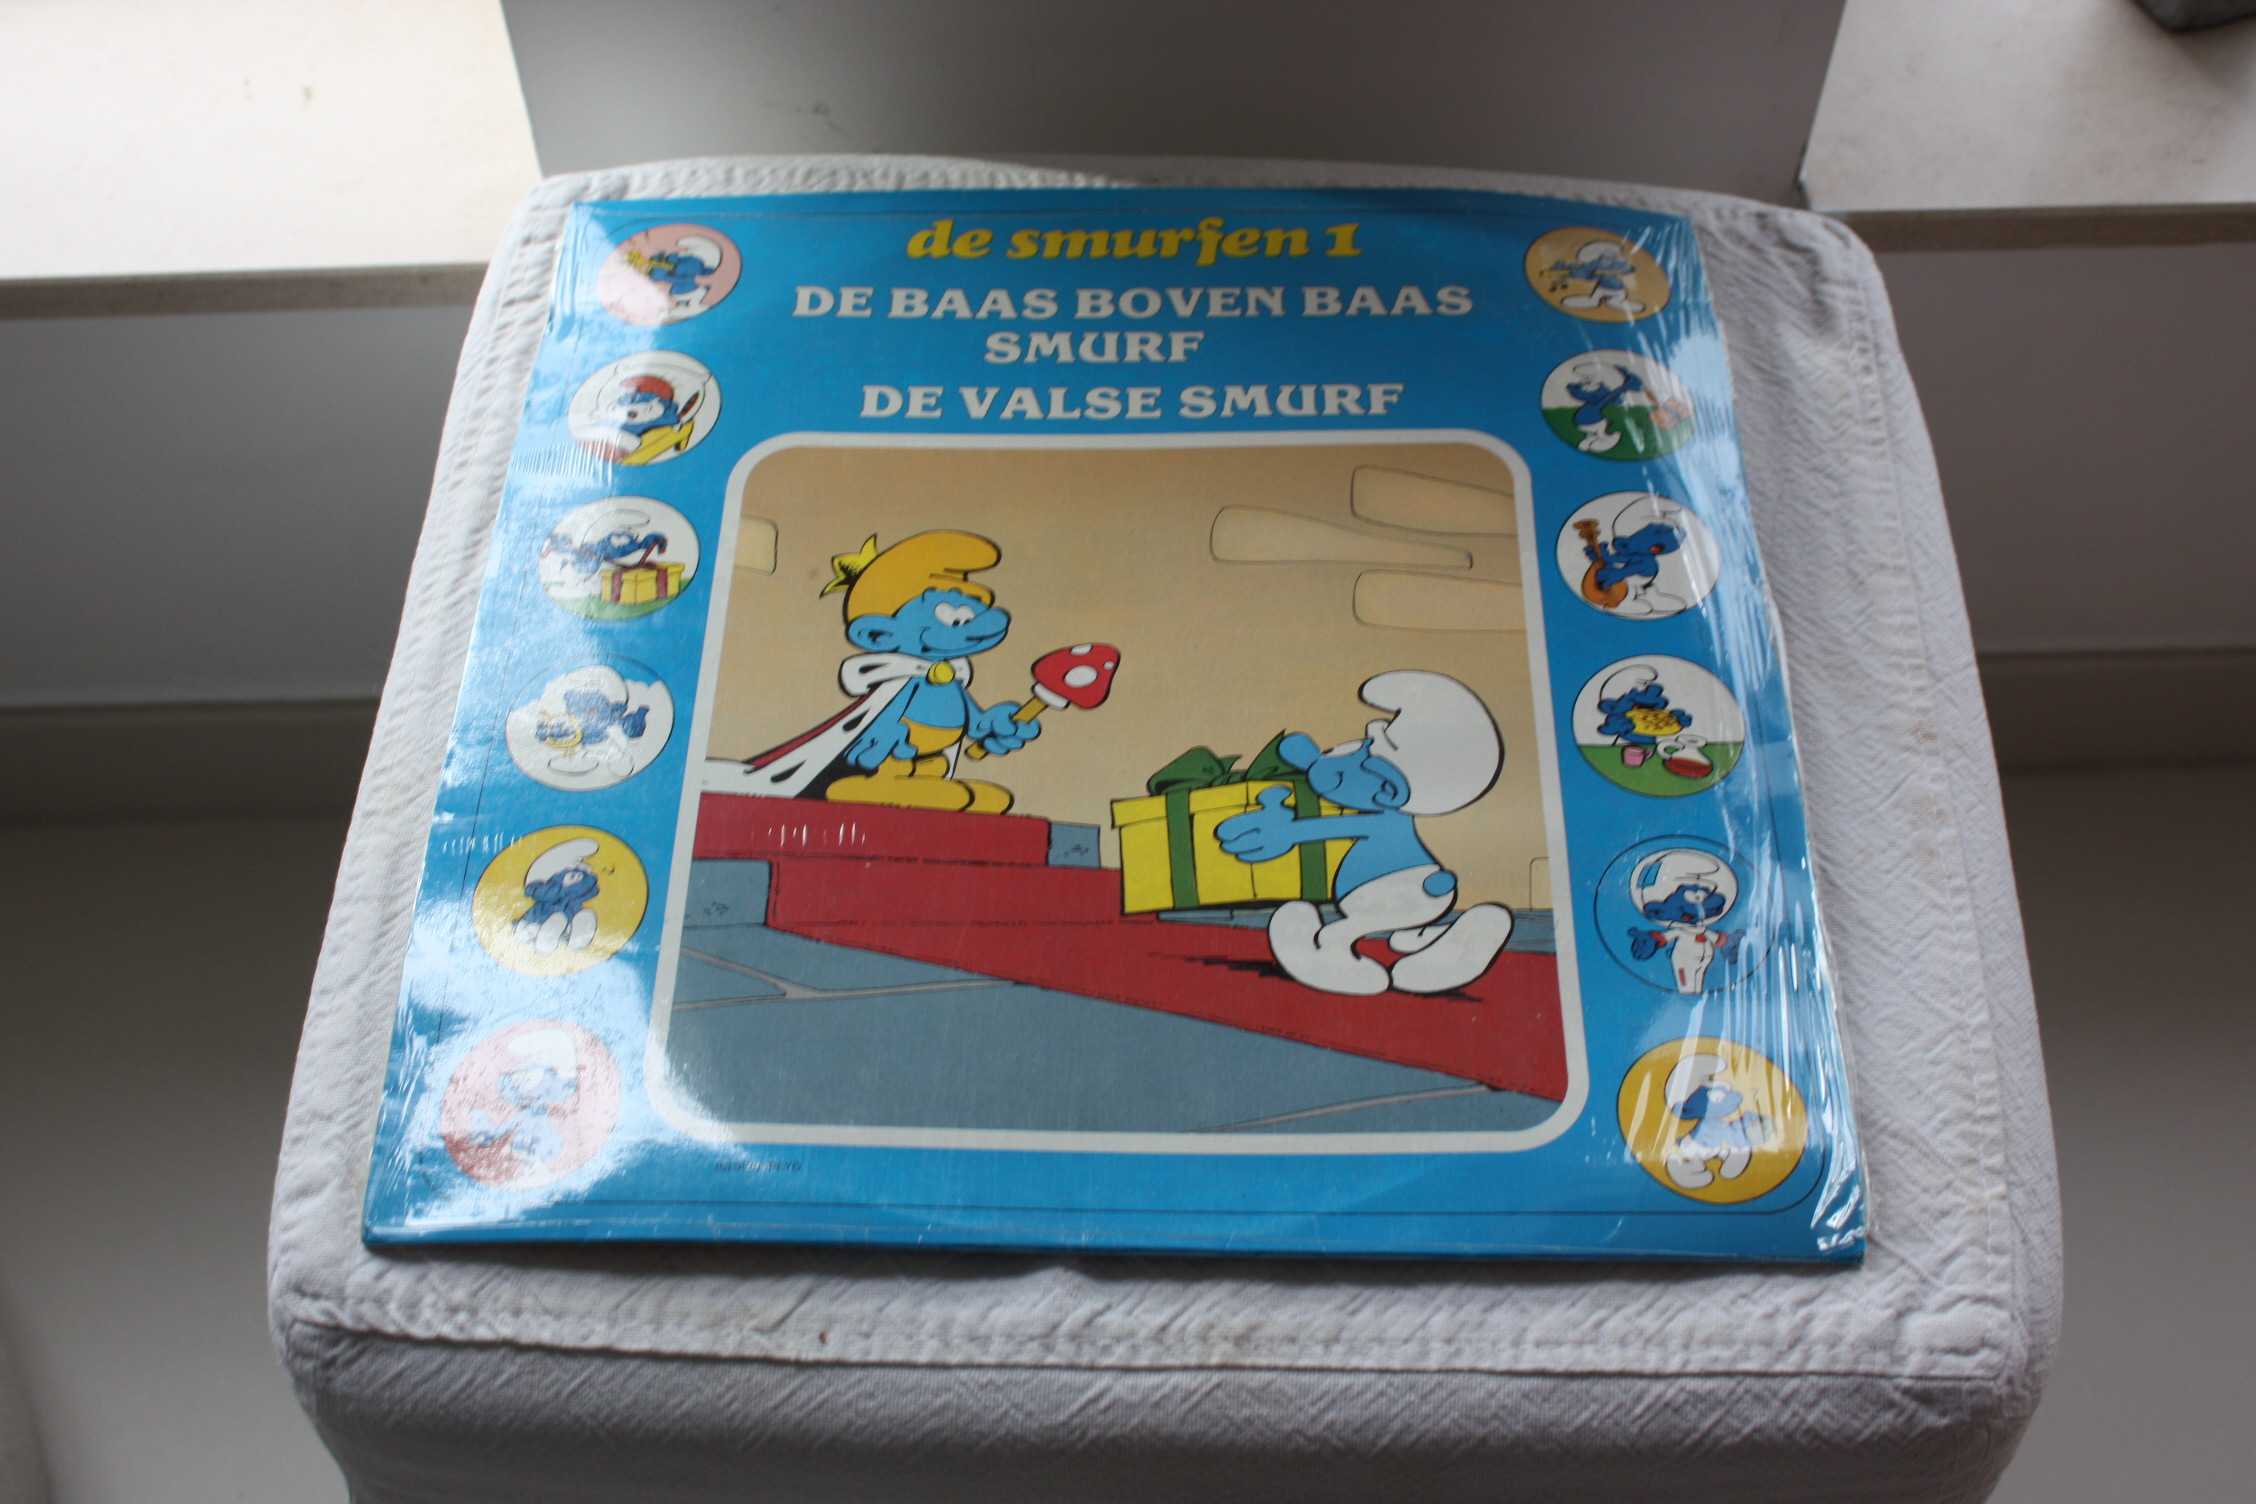 de smurfen 1
DE BAAS BOVEN BAAS
SMURF
DE VALSE SMURF